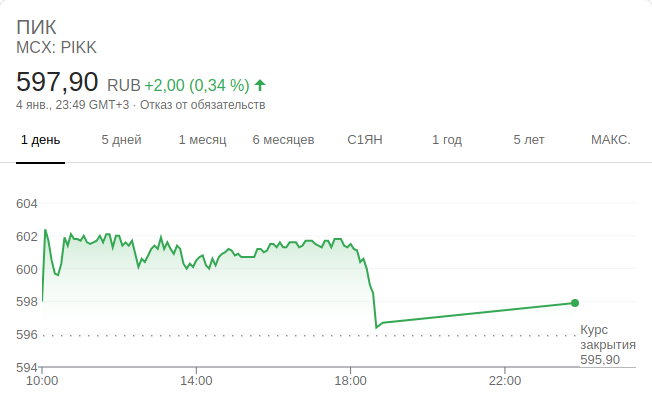 ПИК
MCX: PIKK
597,90 RUB +2,00 (0,34 %)
4 янв., 23:49 GMT+3 · Отказ от обязательств
1 день 5 дней 1 месяц 6 месяцев С1ЯН 1 год 5 лет МАКС.
604
602
600
598
596
Курс
закрытия
595,90
594
10:00 14:00 18:00 22:00